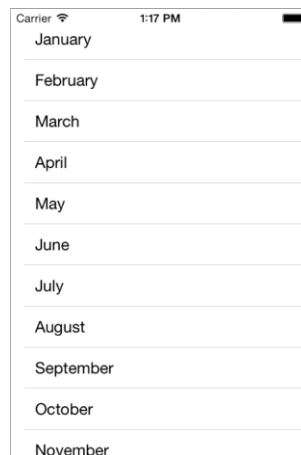 Carrier 1:17 PM
January
February
March
April
May
June
July
August
September
October
November